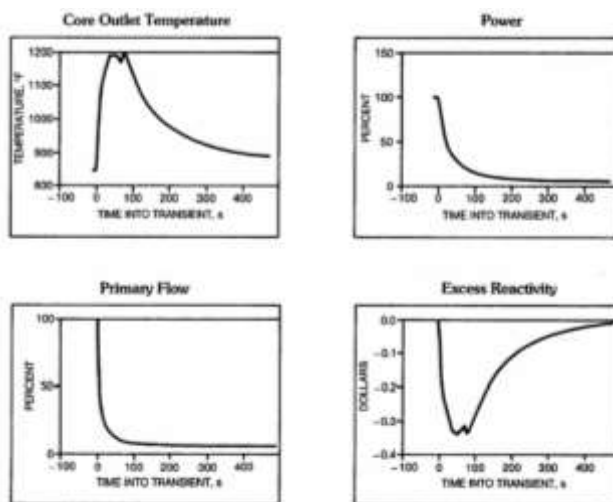 Core Outlet Temperature
1200
1100
1000
900
800
TEMPERATURE, °F
-100 0 100 200 300 400
TIME INTO TRANSIENT, s
Power
150
100
50
0
PERCENT
-100 0 100 200 300 400
TIME INTO TRANSIENT, s
Primary Flow
100
50
0
PERCENT
-100 0 100 200 300 400
TIME INTO TRANSIENT, s
Excess Reactivity
0.0
-0.1
-0.2
-0.3
-0.4
DOLLARS
-100 0 100 200 300 400
TIME INTO TRANSIENT, s